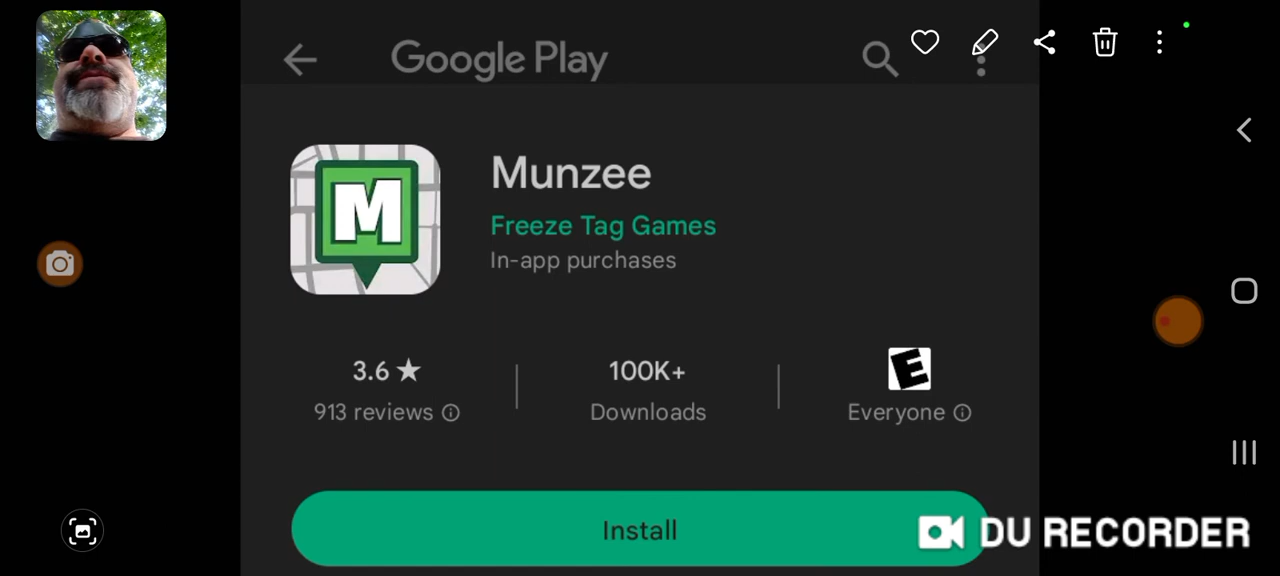 Google Play
M
Munzee
Freeze Tag Games
In-app purchases
3.6 ★
913 reviews
100K+
Downloads
E
Everyone
Install
DU RECORDER